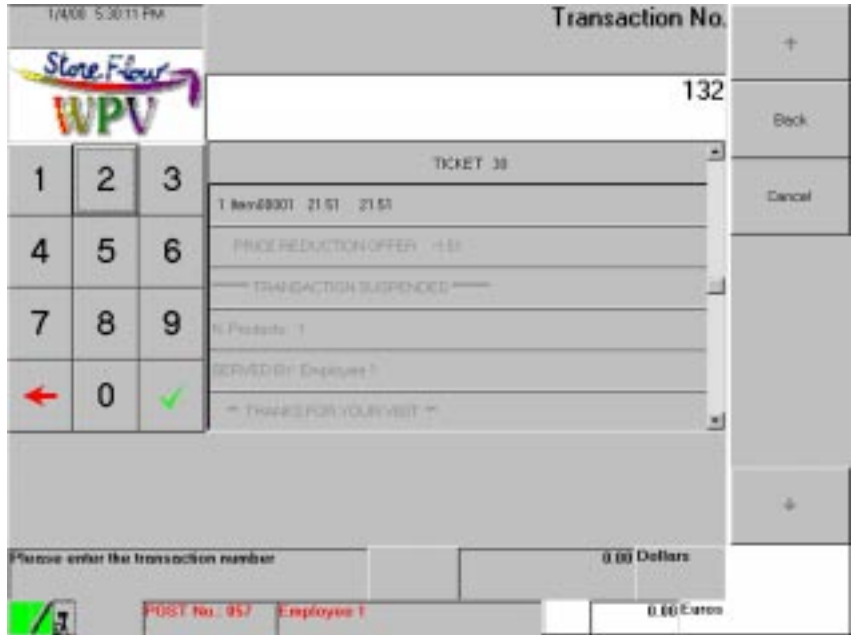 1/4/00 5:30:11 PM
Transaction No.
132
Store Flow
WPV
Back
Cancel
1 2 3
4 5 6
7 8 9
0
TICKET 30
1 Item00001 21.51 21.51
PRICE REDUCTION OFFER -1.51
TRANSACTION SUSPENDED
N. Products: 1
SERVED BY: Employee 1
THANKS FOR YOUR VISIT
Please enter the transaction number
0.00 Dollars
POST No.: 057 Employee 1
0.00 Euros